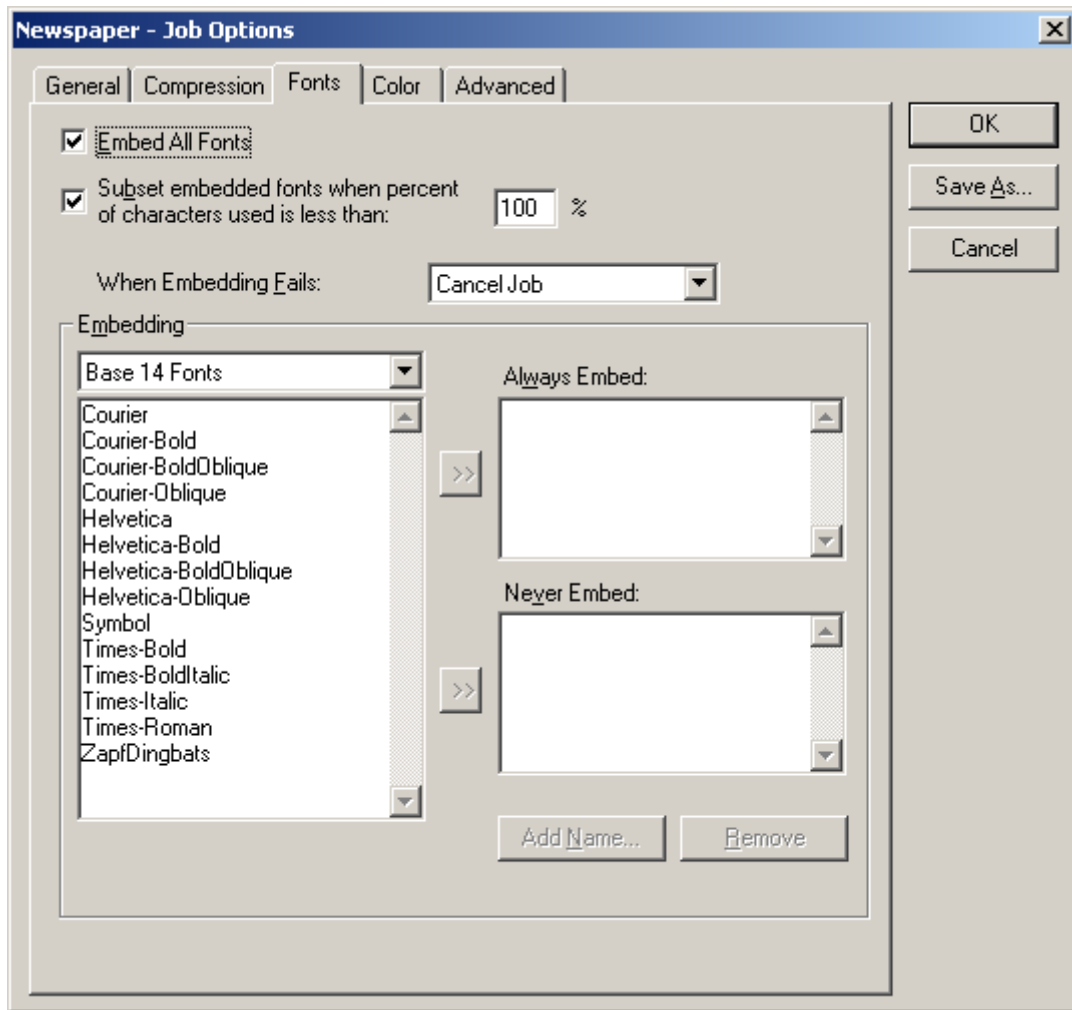 Newspaper - Job Options
General Compression Fonts Color Advanced
OK
Embed All Fonts
Subset embedded fonts when percent
of characters used is less than:
100 %
Save As...
Cancel
When Embedding Fails: Cancel Job
Embedding
Base 14 Fonts
Courier
Courier-Bold
Courier-BoldOblique
Courier-Oblique
Helvetica
Helvetica-Bold
Helvetica-BoldOblique
Helvetica-Oblique
Symbol
Times-Bold
Times-BoldItalic
Times-Italic
Times-Roman
ZapfDingbats
>>
>>
Always Embed:
Never Embed:
Add Name... Remove